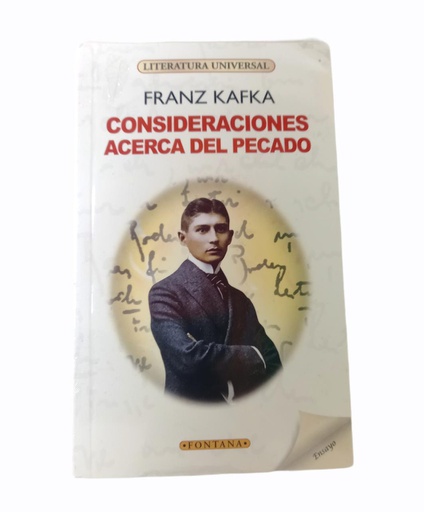 LITERATURA UNIVERSAL
FRANZ KAFKA
CONSIDERACIONES
ACERCA DEL PECADO
•FONTANA•
Ensayo